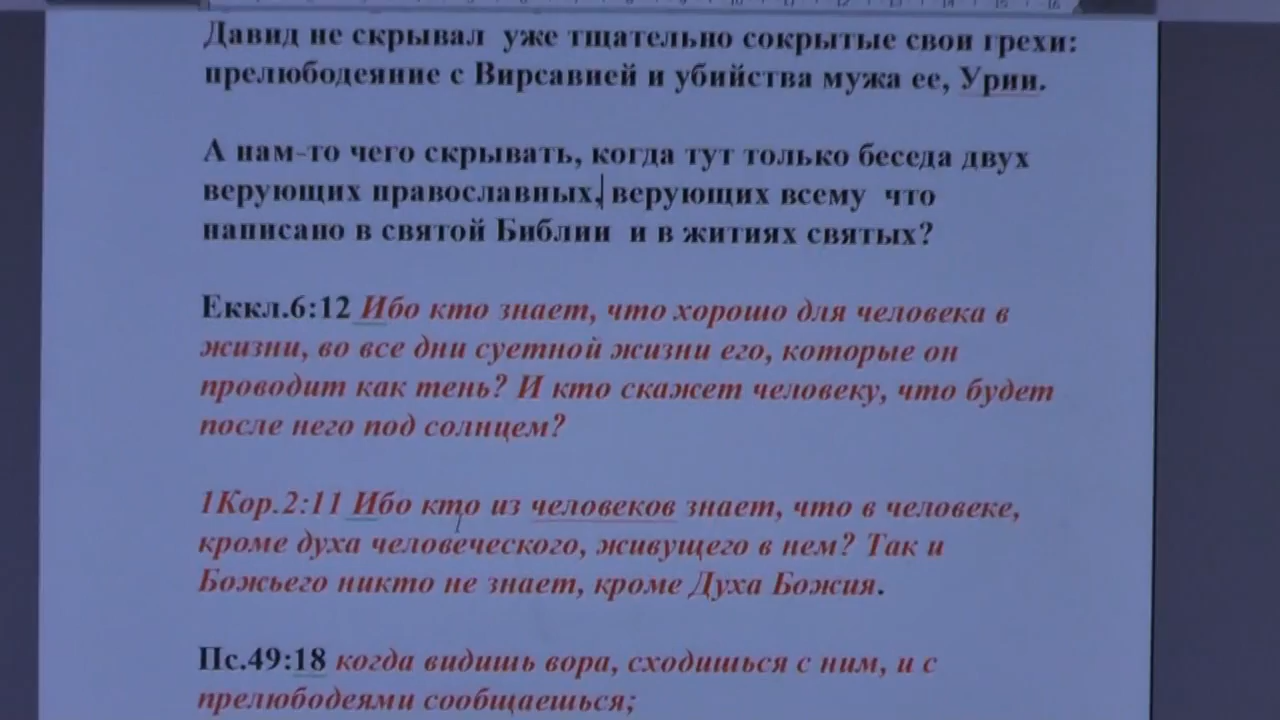 Давид не скрывал уже тщательно сокрытые свои грехи:
прелюбодеяние с Вирсавией и убийства мужа ее, Урии.
А нам-то чего скрывать, когда тут только беседа двух
верующих православных, верующих всему что
написано в святой Библии и в житиях святых?
Еккл.6:12 Ибо кто знает, что хорошо для человека в
жизни, во все дни суетной жизни его, которые он
проводит как тень? И кто скажет человеку, что будет
после него под солнцем?
1Кор.2:11 Ибо кто из человеков знает, что в человеке,
кроме духа человеческого, живущего в нем? Так и
Божьего никто не знает, кроме Духа Божия.
Пс.49:18 когда видишь вора, сходишься с ним, и с
прелюбодеями сообщаешься;